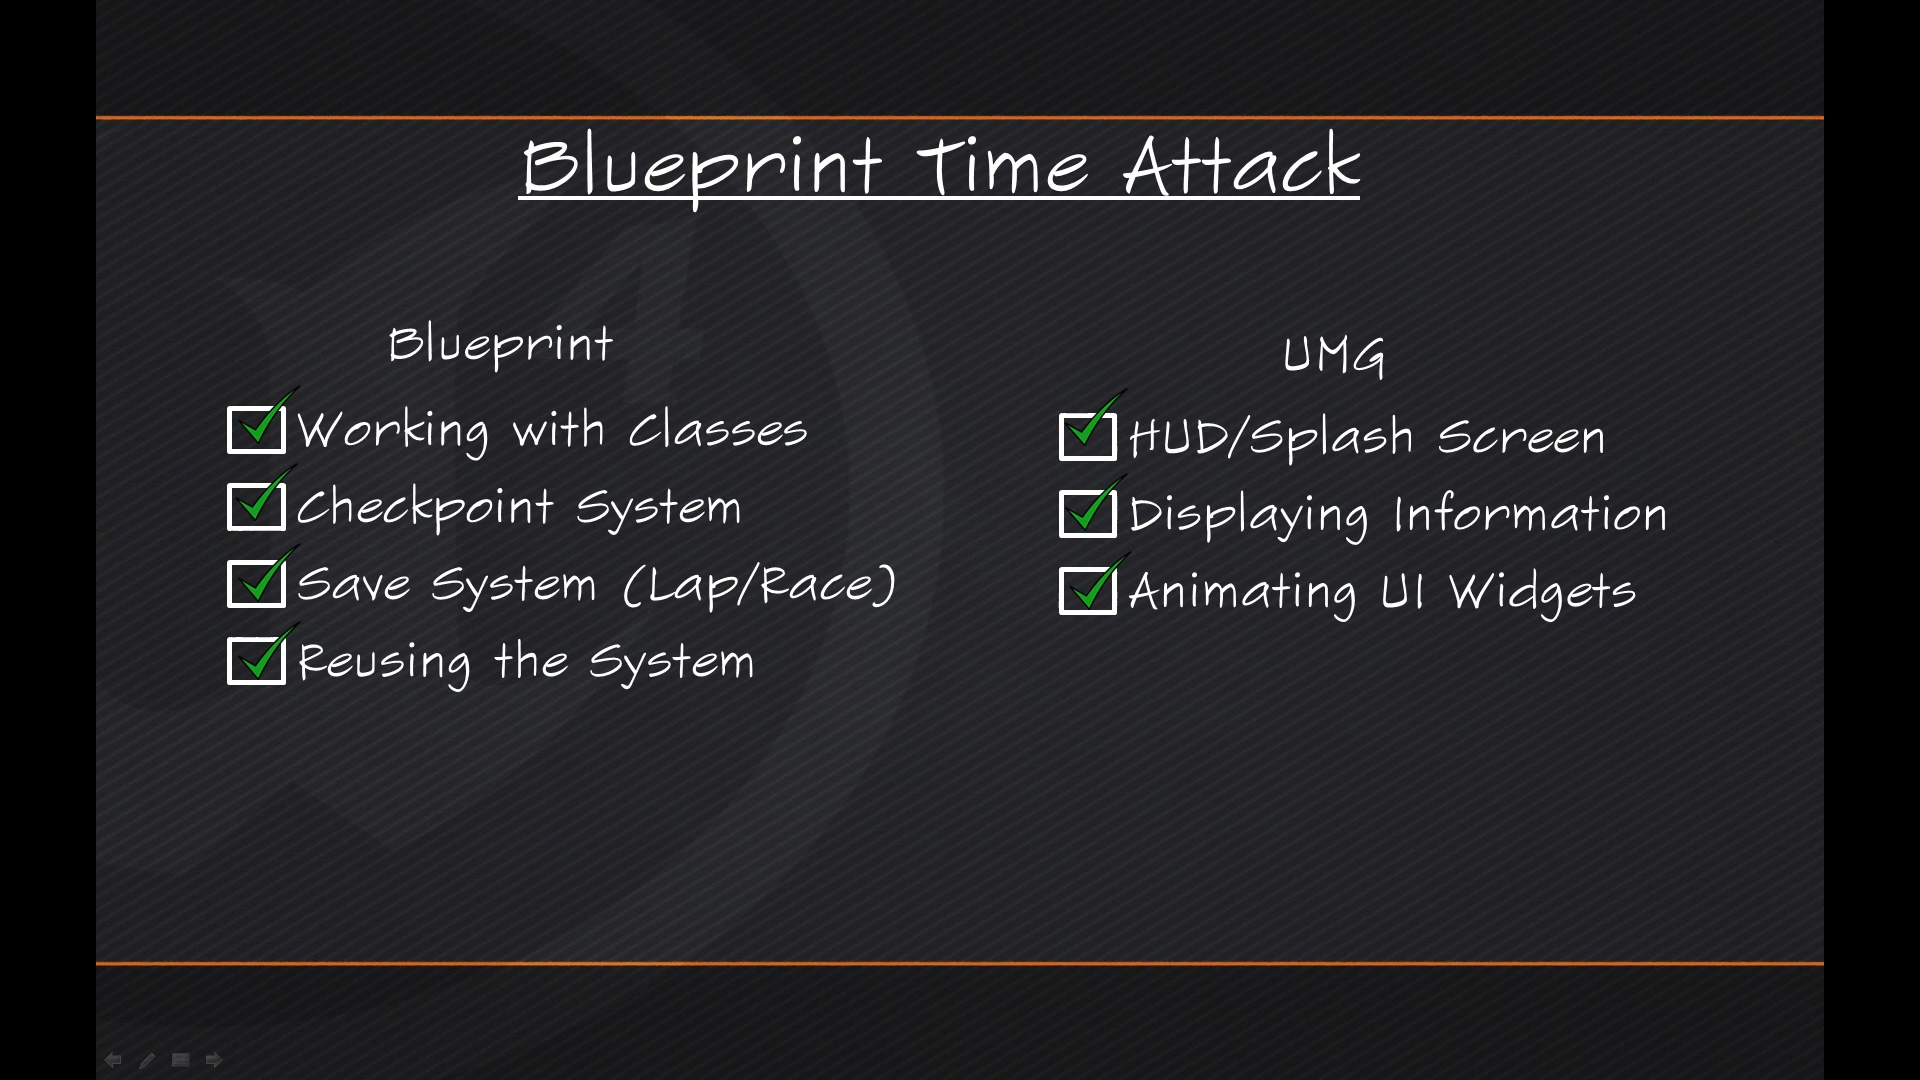 Blueprint Time Attack
Blueprint
Working with Classes
Checkpoint System
Save System (Lap/Race)
Reusing the System
UMG
HUD/Splash Screen
Displaying Information
Animating UI Widgets